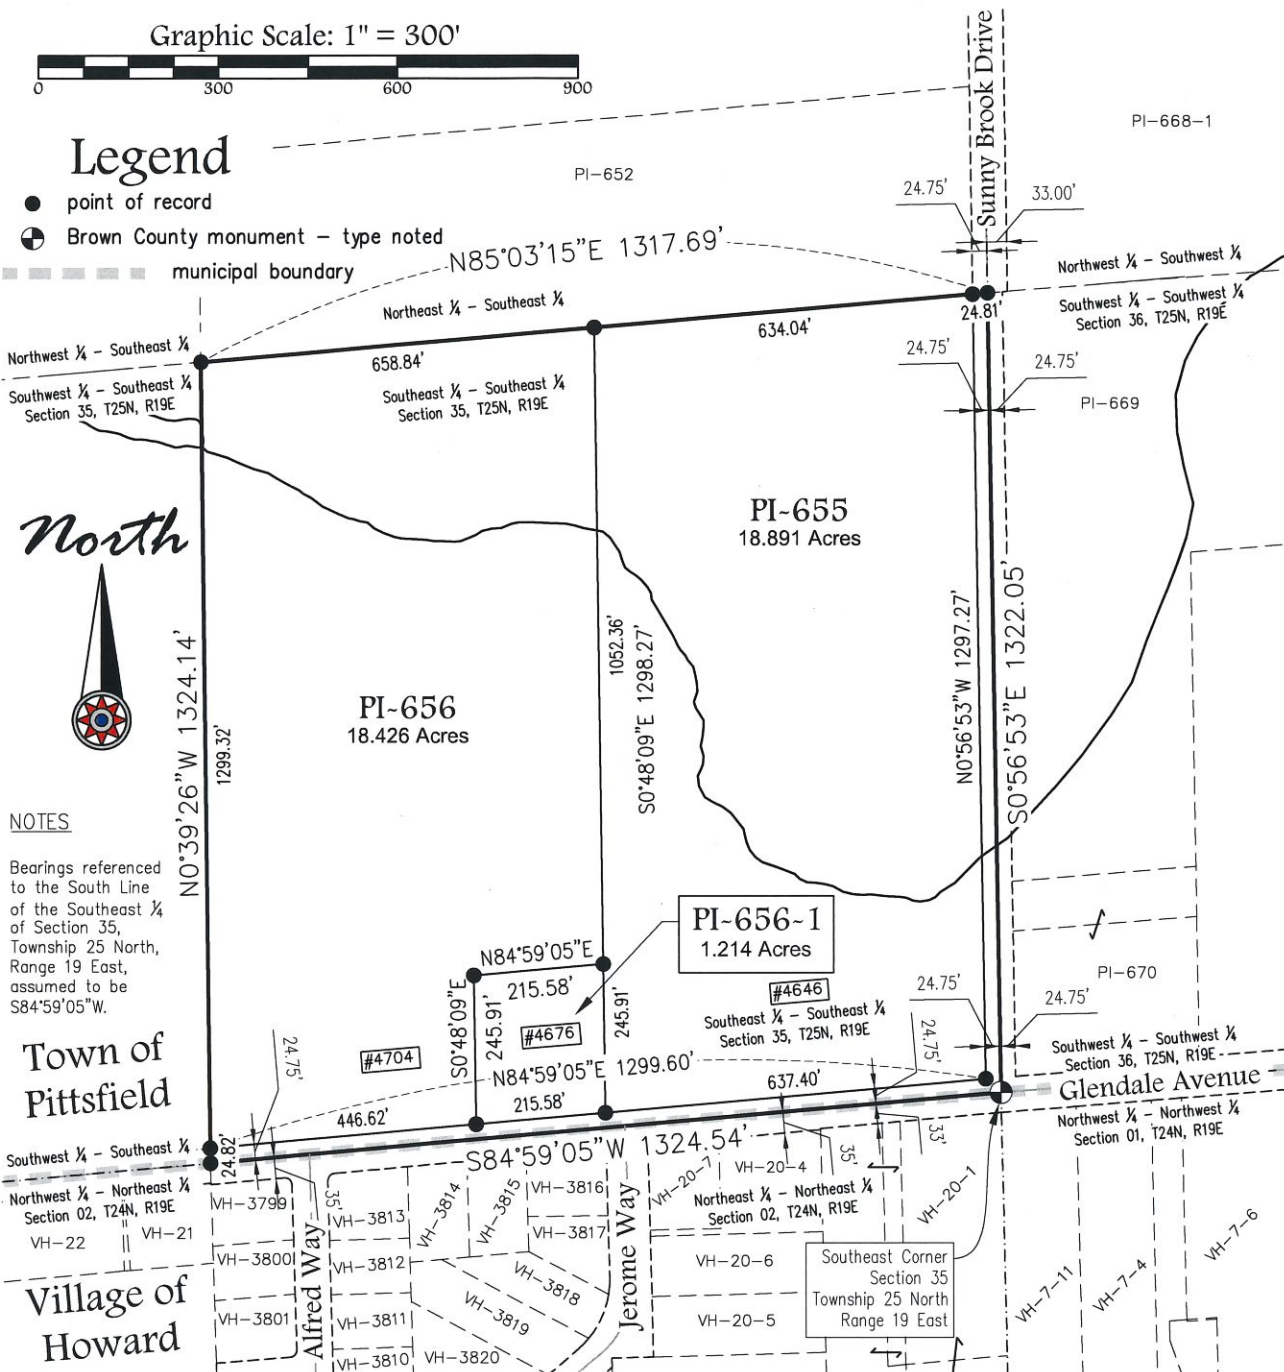 Graphic Scale: 1" = 300'
0 300 600 900
Legend
point of record
Brown County monument – type noted
municipal boundary
Sunny Brook Drive
PI-668-1
PI-652
24.75'
33.00'
N85°03'15"E 1317.69'
Northeast ¼ – Southeast ¼
634.04'
24.81'
Northwest ¼ – Southwest ¼
Southwest ¼ – Southwest ¼
Section 36, T25N, R19E
Northwest ¼ – Southeast ¼
Southwest ¼ – Southeast ¼
Section 35, T25N, R19E
658.84'
Southeast ¼ – Southeast ¼
Section 35, T25N, R19E
24.75'
24.75'
PI-669
North
PI-655
18.891 Acres
PI-656
18.426 Acres
N0°39'26"W 1324.14'
1299.32'
1052.36'
S0°48'09"E 1298.27'
N0°56'53"W 1297.27'
S0°56'53"E 1322.05'
NOTES
Bearings referenced
to the South Line
of the Southeast ¼
of Section 35,
Township 25 North,
Range 19 East,
assumed to be
S84°59'05"W.
PI-656-1
1.214 Acres
N84°59'05"E
215.58'
S0°48'09"E
245.91'
245.91'
#4676
#4704
#4646
Southeast ¼ – Southeast ¼
Section 35, T25N, R19E
24.75'
24.75'
PI-670
24.75'
24.75'
Southwest ¼ – Southwest ¼
Section 36, T25N, R19E
Town of
Pittsfield
N84°59'05"E 1299.60'
446.62'
215.58'
637.40'
Glendale Avenue
Northwest ¼ – Northwest ¼
Section 01, T24N, R19E
Southwest ¼ – Southeast ¼
24.82'
S84°59'05"W 1324.54'
35'
33'
35'
Northwest ¼ – Northeast ¼
Section 02, T24N, R19E
Northeast ¼ – Northeast ¼
Section 02, T24N, R19E
VH-22
VH-21
VH-3799
VH-3800
VH-3801
Alfred Way
VH-3813
VH-3812
VH-3811
VH-3810
VH-3814
VH-3815
VH-3816
VH-3817
VH-3818
VH-3819
VH-3820
Jerome Way
VH-20-7
VH-20-4
VH-20-6
VH-20-5
VH-20-1
VH-7-11
VH-7-4
VH-7-6
Southeast Corner
Section 35
Township 25 North
Range 19 East
Village of
Howard